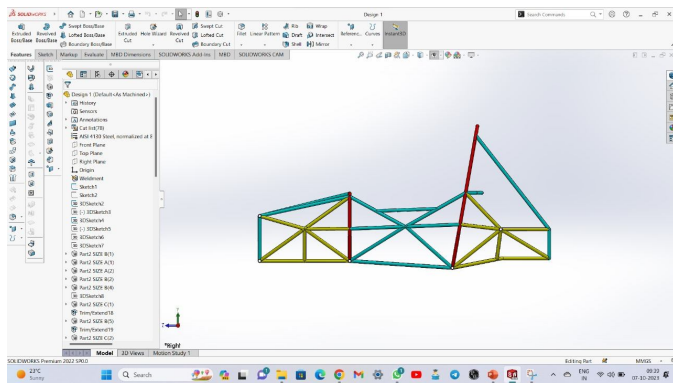 SOLIDWORKS
Design 1
Search Commands
Extruded Boss/Base
Revolved Boss/Base
Swept Boss/Base
Lofted Boss/Base
Boundary Boss/Base
Extruded Cut
Hole Wizard
Revolved Cut
Swept Cut
Lofted Cut
Boundary Cut
Fillet
Linear Pattern
Rib
Draft
Shell
Wrap
Intersect
Mirror
Referenc...
Curves
Instant3D
Features Sketch Markup Evaluate MBD Dimensions SOLIDWORKS Add-Ins MBD SOLIDWORKS CAM
Design 1 (Default<As Machined>)
History
Sensors
Annotations
Cut list(78)
AISI 4130 Steel, normalized at 8
Front Plane
Top Plane
Right Plane
Origin
Weldment
Sketch1
Sketch2
3DSketch2
(-) 3DSketch3
3DSketch4
(-) 3DSketch5
3DSketch6
3DSketch7
Part2 SIZE B(1)
Part2 SIZE A(1)
Part2 SIZE A(2)
Part2 SIZE B(2)
Part2 SIZE B(4)
3DSketch8
Part2 SIZE C(1)
Trim/Extend18
Part2 SIZE B(5)
Trim/Extend19
Part2 SIZE C(2)
*Right
Model 3D Views Motion Study 1
SOLIDWORKS Premium 2022 SP0.0
Editing Part
MMGS
23°C
Sunny
Search
ENG
IN
09:20
07-10-2023